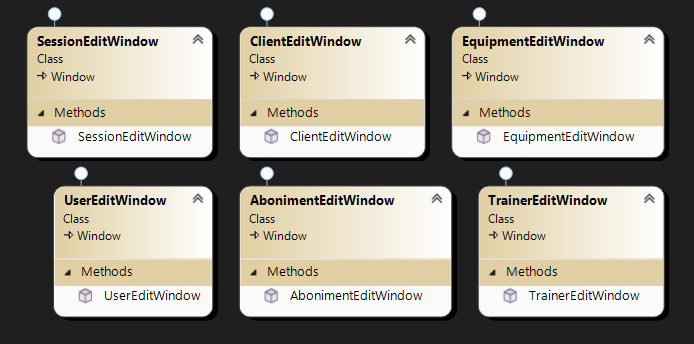 SessionEditWindow
Class
Window
Methods
SessionEditWindow
ClientEditWindow
Class
Window
Methods
ClientEditWindow
EquipmentEditWindow
Class
Window
Methods
EquipmentEditWindow
UserEditWindow
Class
Window
Methods
UserEditWindow
AbonimentEditWindow
Class
Window
Methods
AbonimentEditWindow
TrainerEditWindow
Class
Window
Methods
TrainerEditWindow